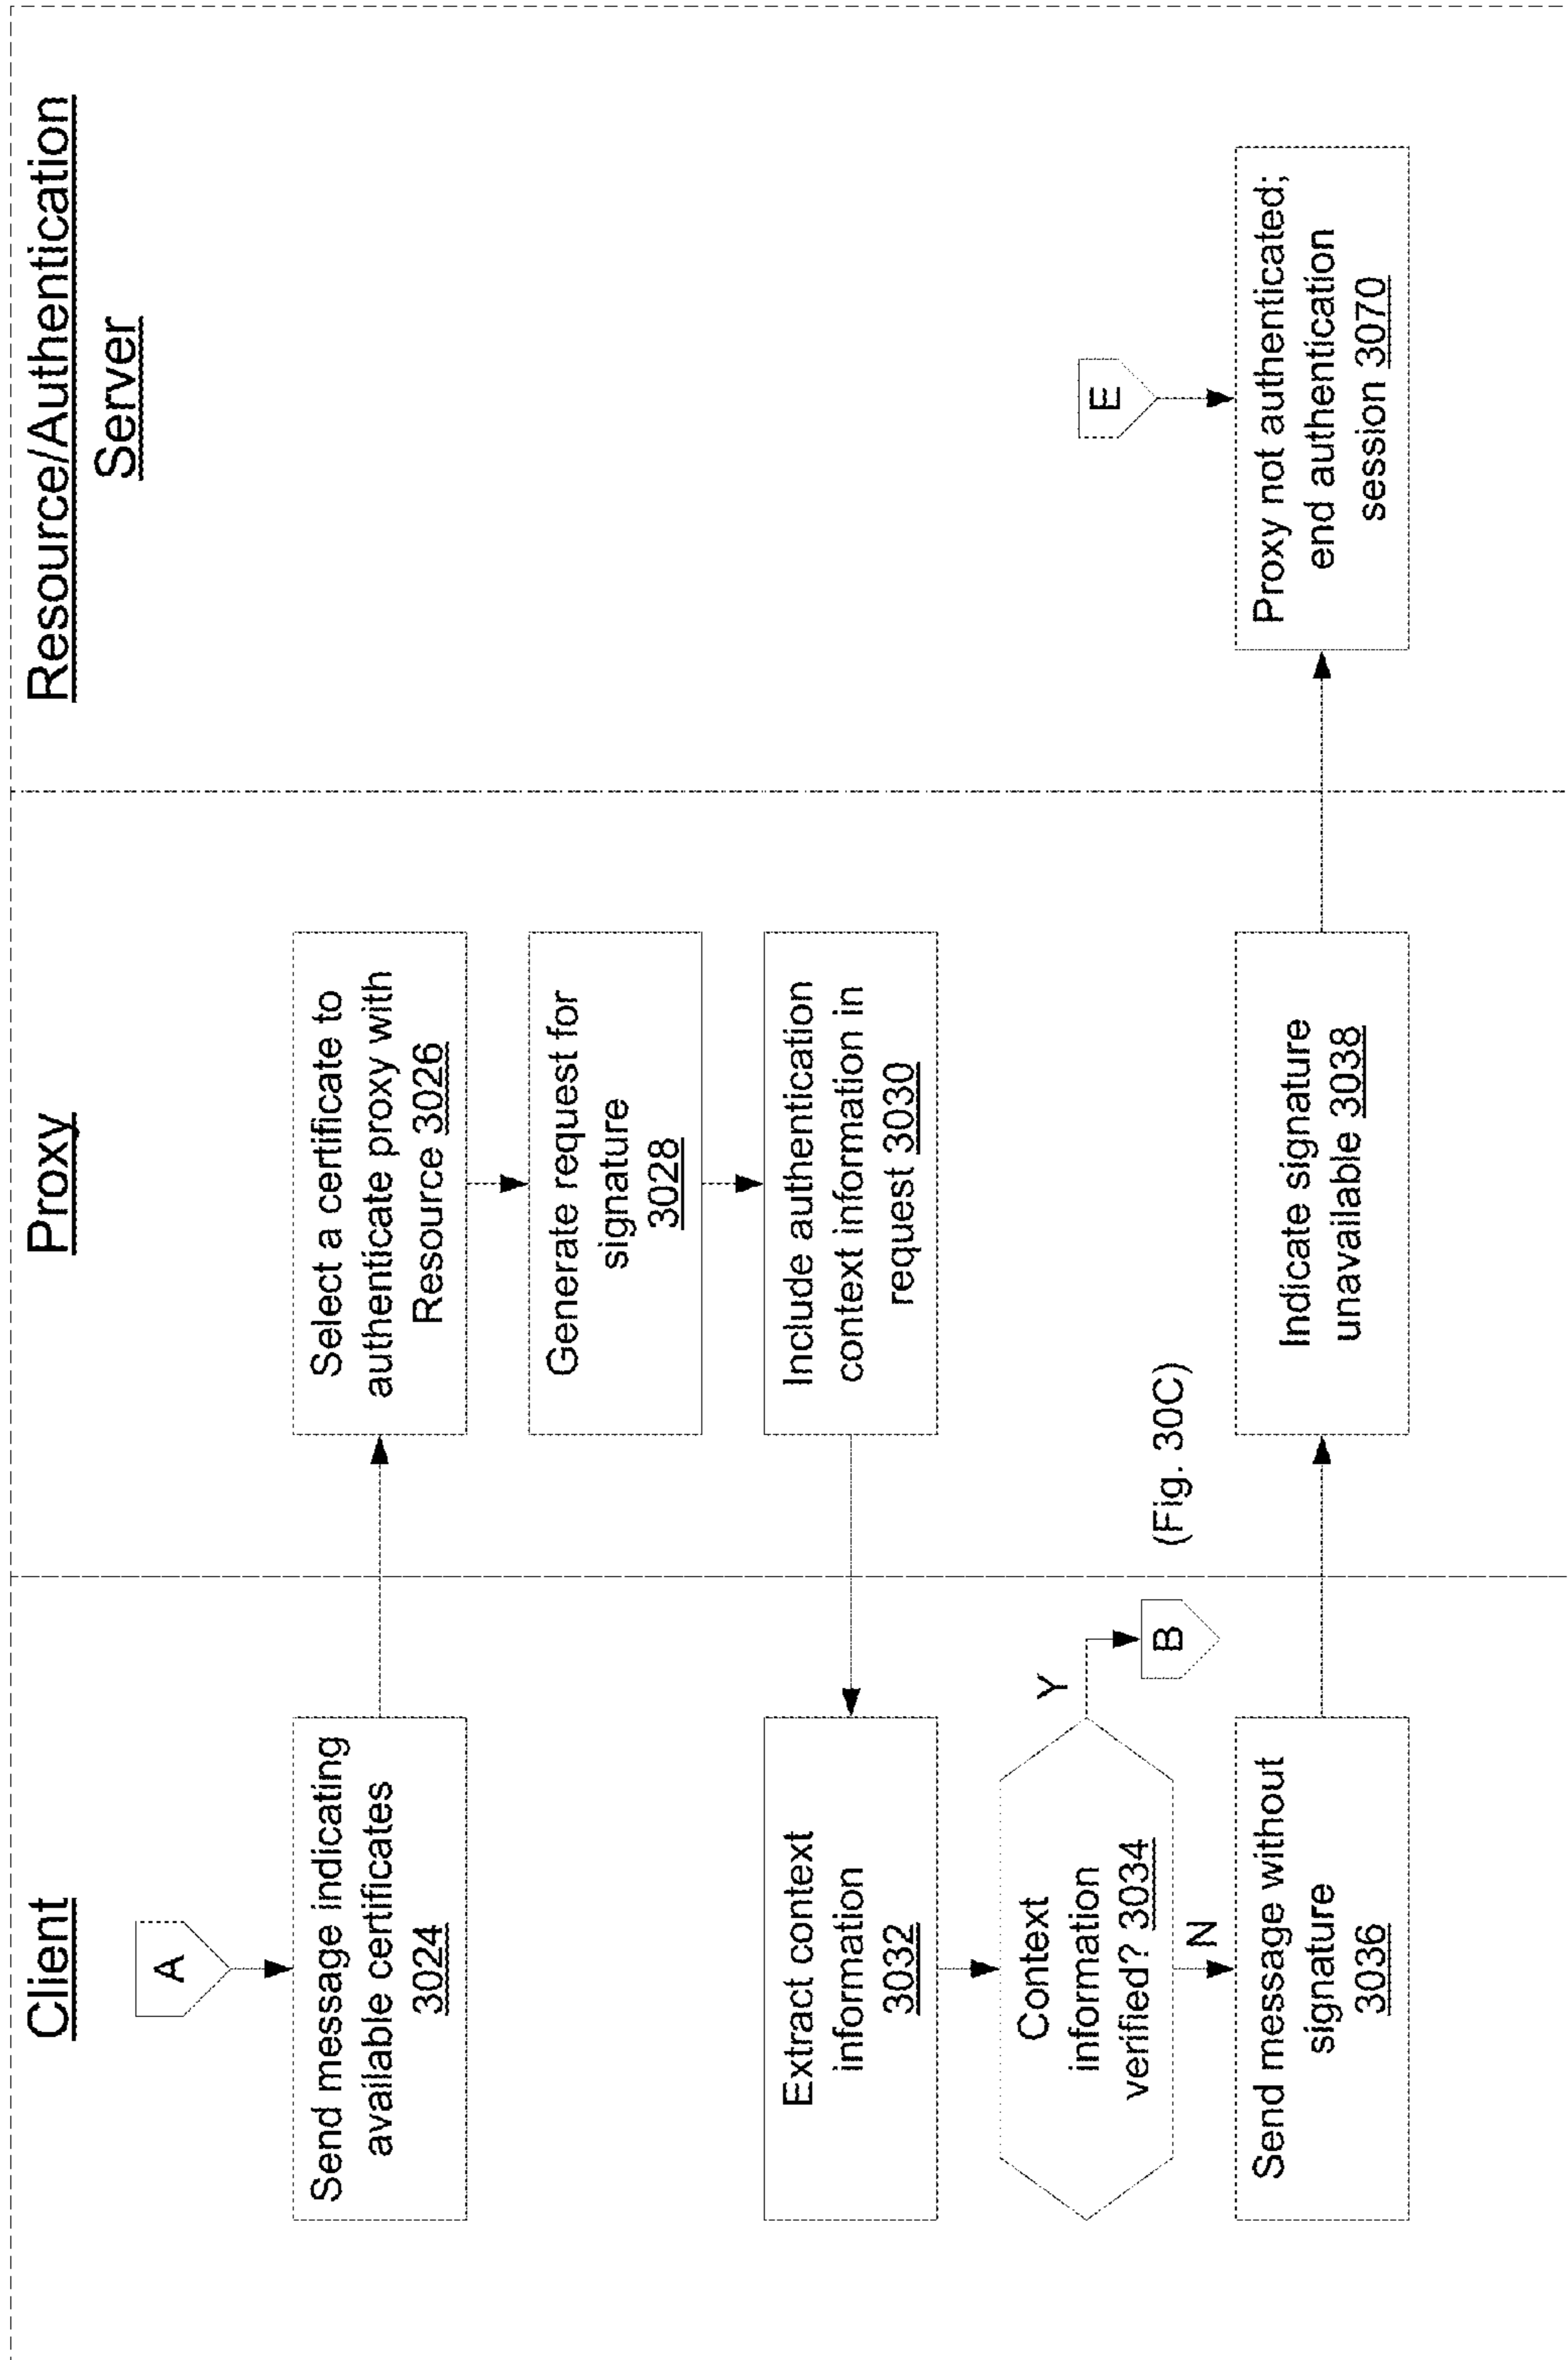 Client
Proxy
Resource/Authentication
Server
A
Send message indicating
available certificates
3024
Select a certificate to
authenticate proxy with
Resource 3026
Generate request for
signature
3028
Include authentication
context information in
request 3030
Extract context
information
3032
Context
information
verified? 3034
Y
B
(Fig. 30C)
N
Send message without
signature
3036
Indicate signature
unavailable 3038
E
Proxy not authenticated;
end authentication
session 3070